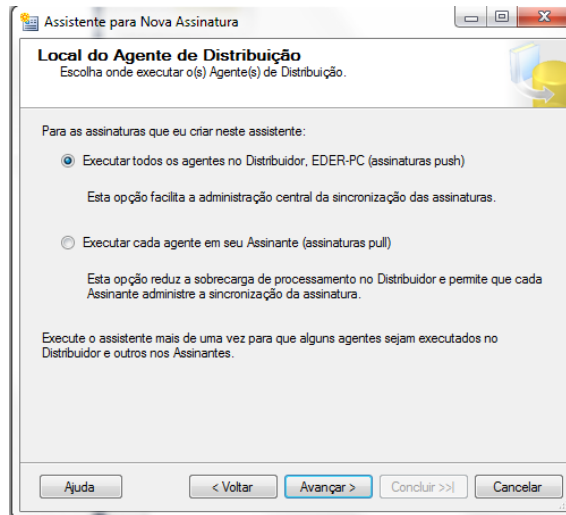 Assistente para Nova Assinatura
Local do Agente de Distribuição
Escolha onde executar o(s) Agente(s) de Distribuição.
Para as assinaturas que eu criar neste assistente:
Executar todos os agentes no Distribuidor, EDER-PC (assinaturas push)
Esta opção facilita a administração central da sincronização das assinaturas.
Executar cada agente em seu Assinante (assinaturas pull)
Esta opção reduz a sobrecarga de processamento no Distribuidor e permite que cada
Assinante administre a sincronização da assinatura.
Execute o assistente mais de uma vez para que alguns agentes sejam executados no
Distribuidor e outros nos Assinantes.
Ajuda < Voltar Avançar > Concluir >>| Cancelar